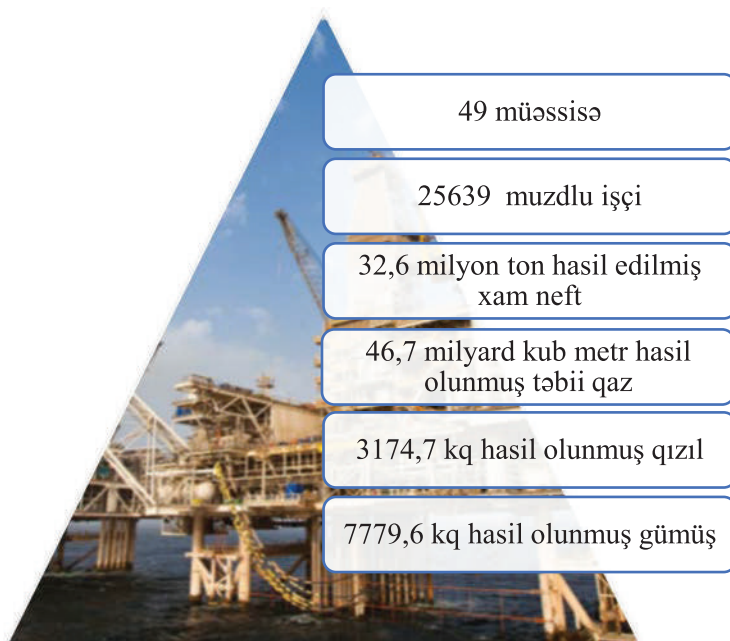 49 müəssisə
25639 muzdlu işçi
32,6 milyon ton hasil edilmiş
xam neft
46,7 milyard kub metr hasil
olunmuş təbii qaz
3174,7 kq hasil olunmuş qızıl
7779,6 kq hasil olunmuş gümüş